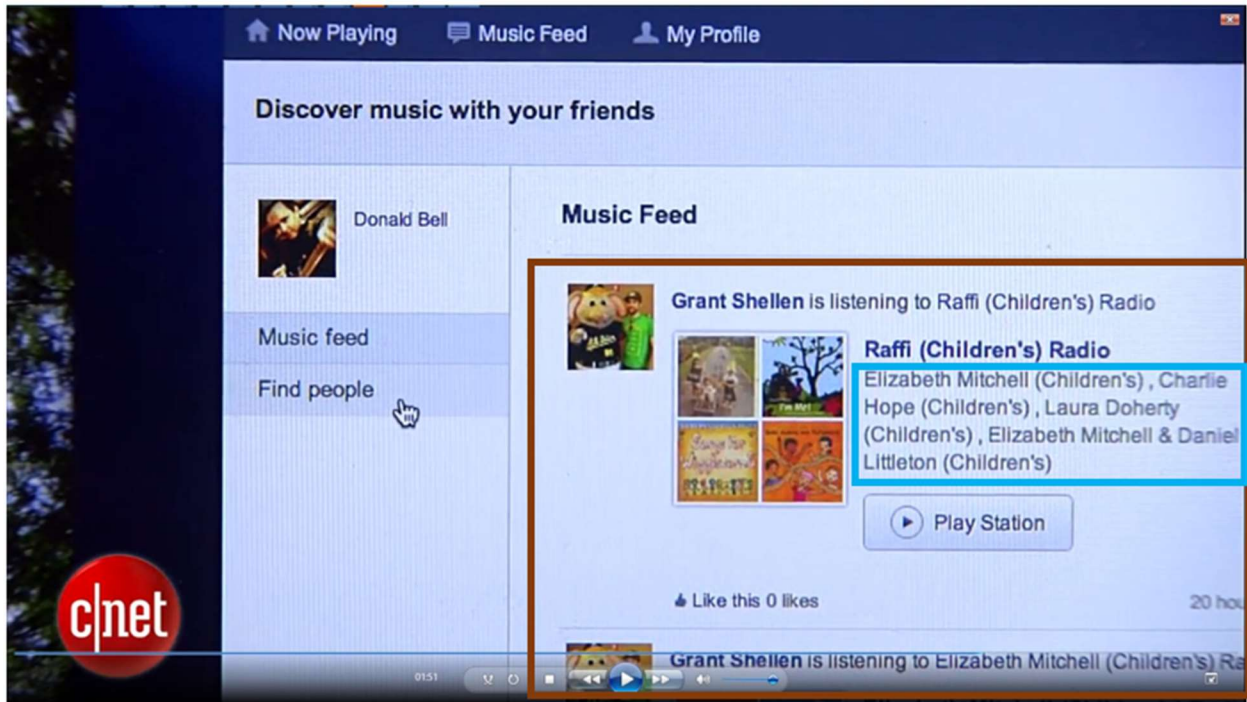 Now Playing
Music Feed
My Profile
Discover music with your friends
Donald Bell
Music Feed
Music feed
Find people
Grant Shellen is listening to Raffi (Children's) Radio
Raffi (Children's) Radio
Elizabeth Mitchell (Children's) , Charlie
Hope (Children's) , Laura Doherty
(Children's) , Elizabeth Mitchell & Daniel
Littleton (Children's)
I'm Me!
Play Station
Like this 0 likes
20 hou
Grant Shellen is listening to Elizabeth Mitchell (Children's) Ra
c|net
01:51